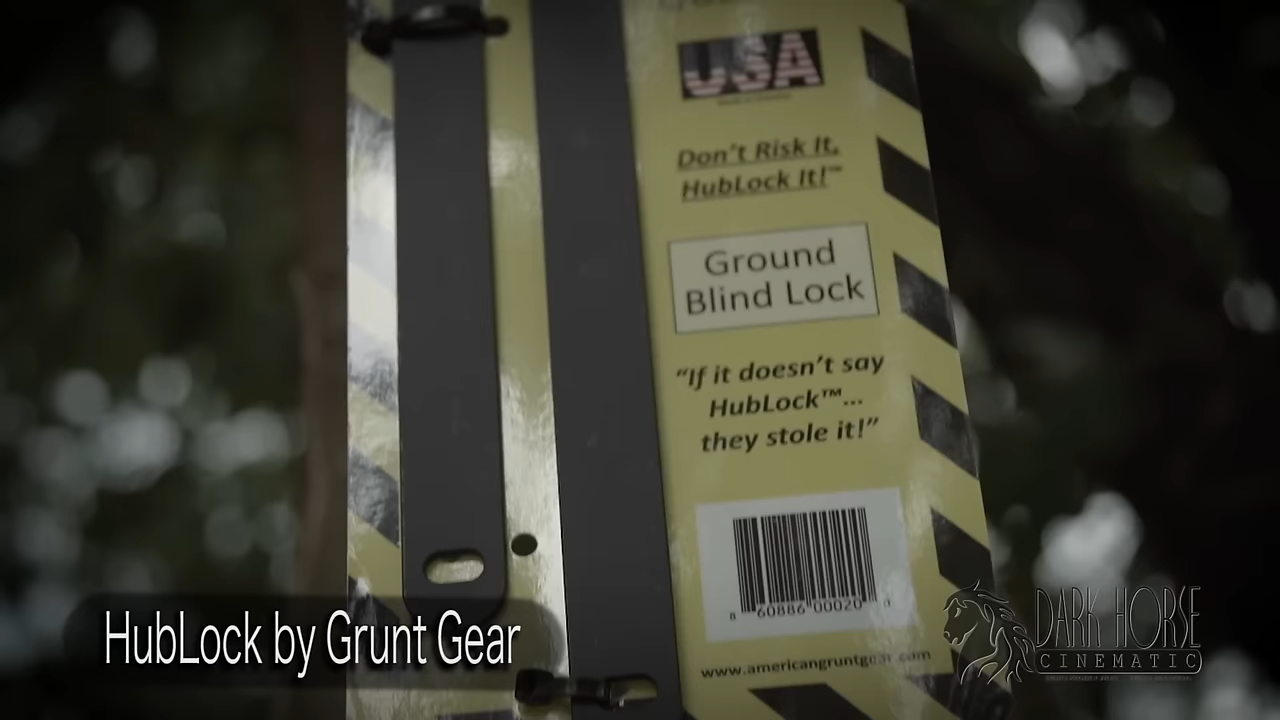 USA
Don't Risk It,
HubLock It!™
Ground
Blind Lock
"If it doesn't say
HubLock™...
they stole it!"
8 60886 00020 0
www.americangruntgear.com
HubLock by Grunt Gear
DARK HORSE
CINEMATIC